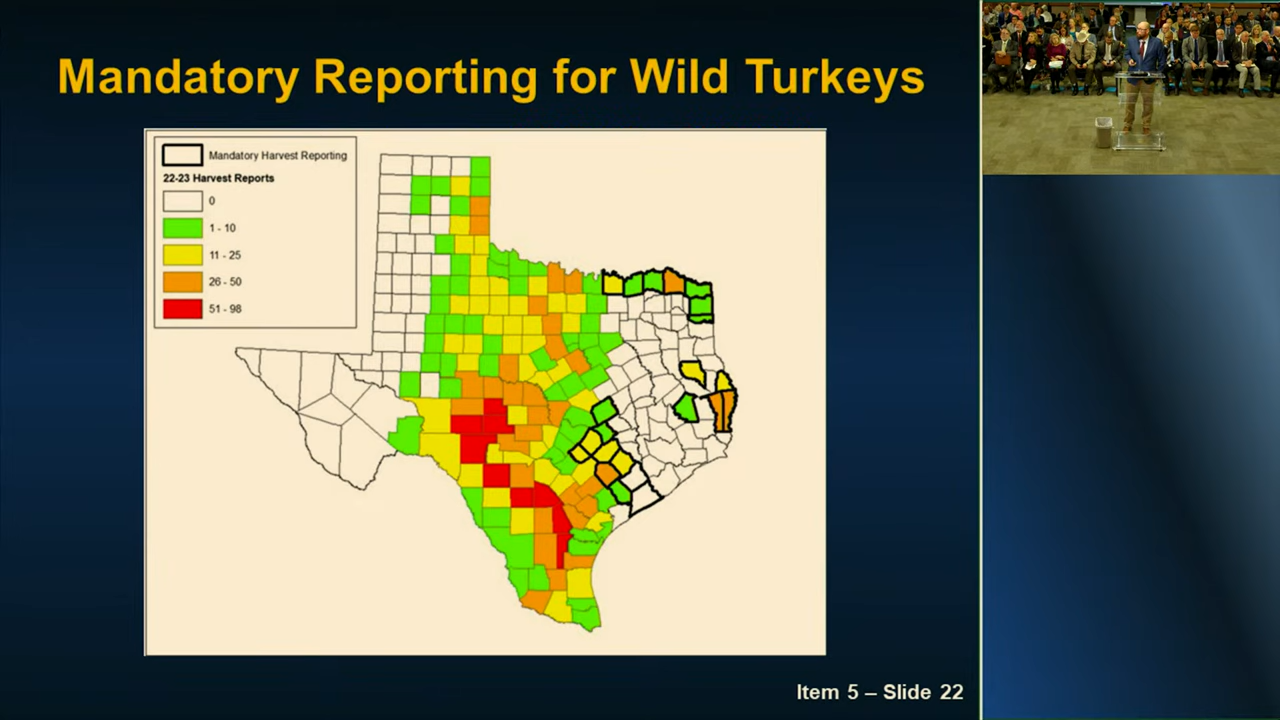 Mandatory Reporting for Wild Turkeys
Mandatory Harvest Reporting
22-23 Harvest Reports
0
1 - 10
11 - 25
26 - 50
51 - 98
Item 5 – Slide 22